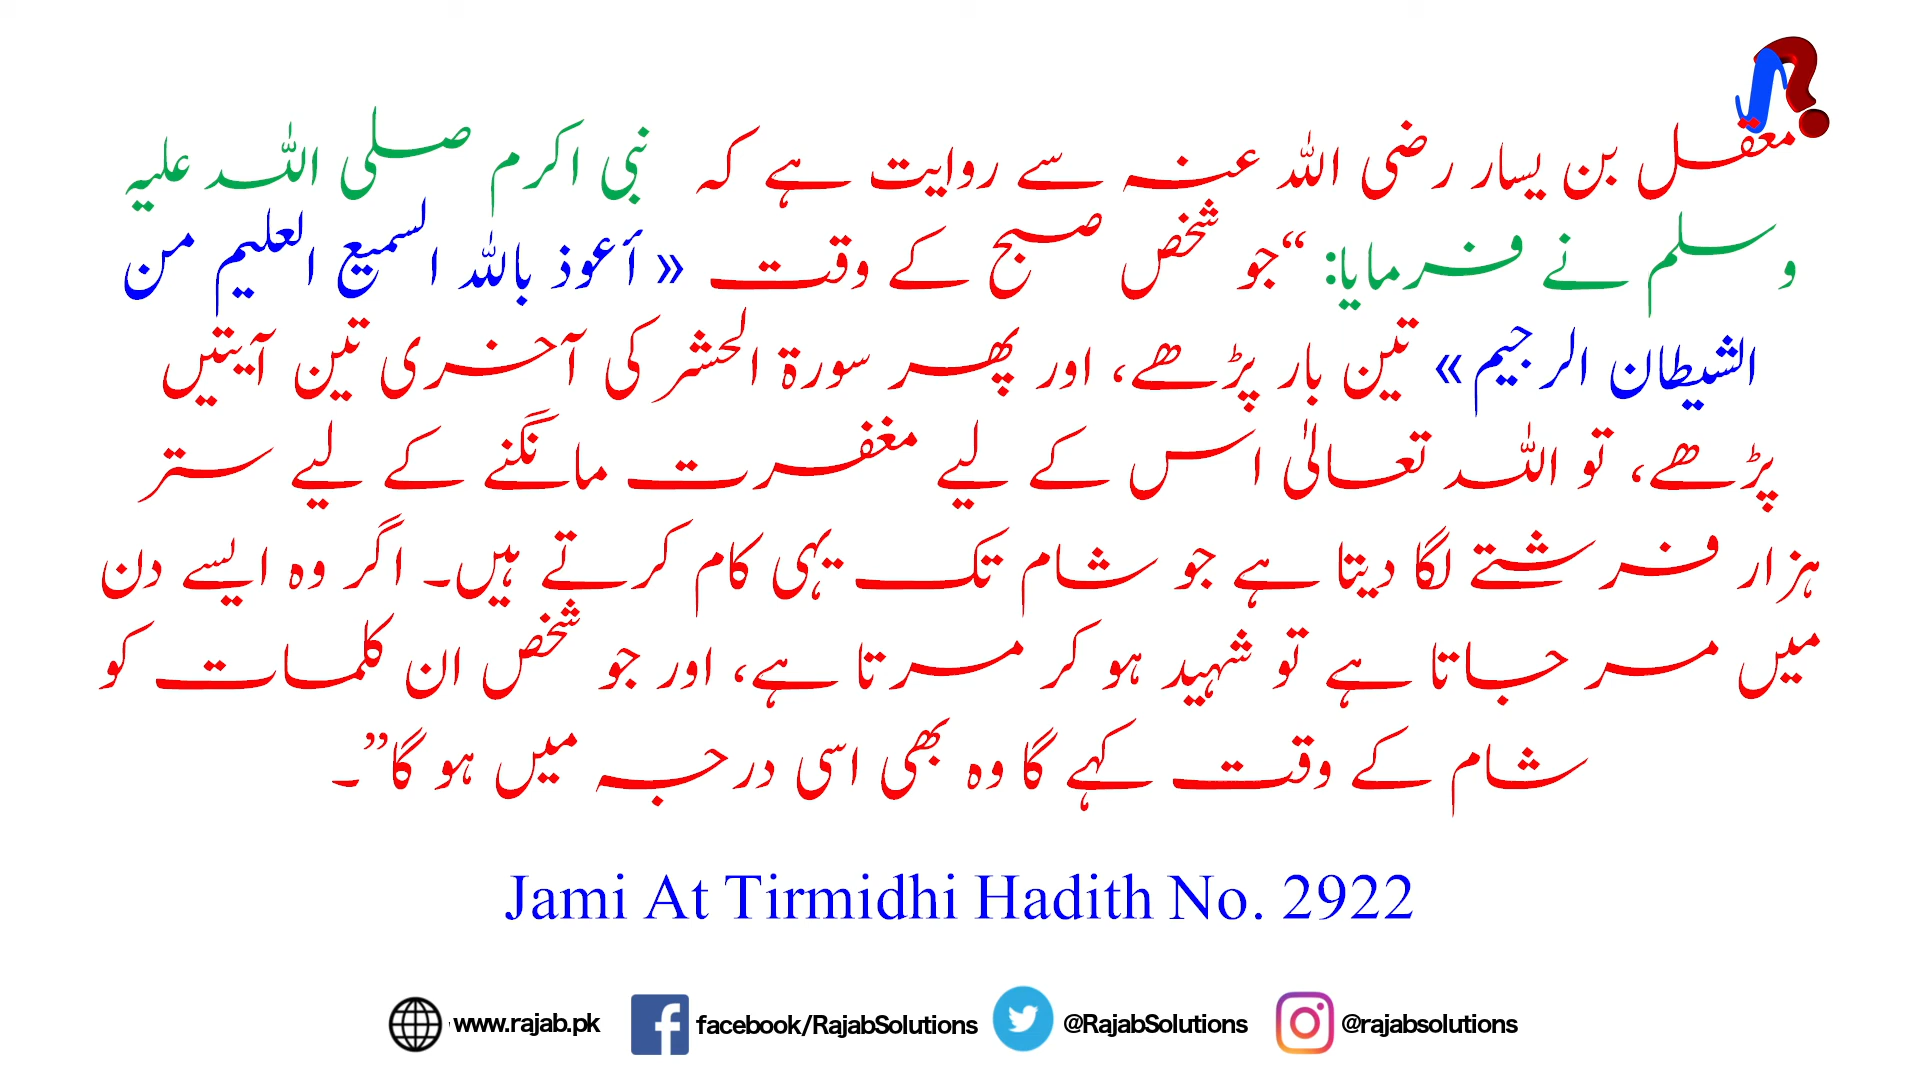 معقل بن یسار رضی اللہ عنہ سے روایت ہے کہ نبی اکرم صلی اللہ علیہ
وسلم نے فرمایا: “جو شخص صبح کے وقت « أعوذ باللہ السمیع العلیم من
الشیطان الرجیم» تین بار پڑھے، اور پھر سورۃ الحشر کی آخری تین آیتیں
پڑھے، تو اللہ تعالیٰ اس کے لیے مغفرت مانگنے کے لیے ستر
ہزار فرشتے لگا دیتا ہے جو شام تک یہی کام کرتے ہیں۔ اگر وہ ایسے دن
میں مر جاتا ہے تو شہید ہو کر مرتا ہے، اور جو شخص ان کلمات کو
شام کے وقت کہے گا وہ بھی اسی درجہ میں ہو گا”۔
Jami At Tirmidhi Hadith No. 2922
www.rajab.pk facebook/RajabSolutions @RajabSolutions @rajabsolutions